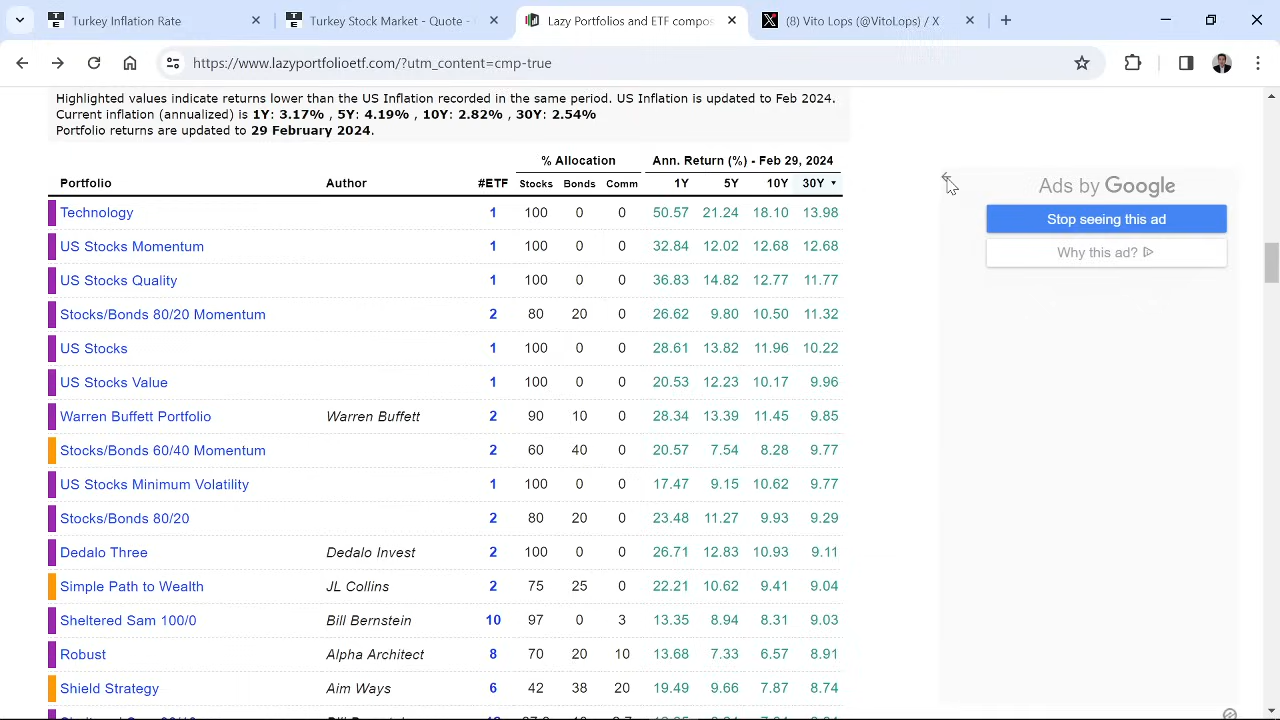 Turkey Inflation Rate
Turkey Stock Market - Quote -
Lazy Portfolios and ETF compos
(8) Vito Lops (@VitoLops) / X
https://www.lazyportfolioetf.com/?utm_content=cmp-true
Highlighted values indicate returns lower than the US Inflation recorded in the same period. US Inflation is updated to Feb 2024.
Current inflation (annualized) is 1Y: 3.17% , 5Y: 4.19% , 10Y: 2.82% , 30Y: 2.54%
Portfolio returns are updated to 29 February 2024.
% Allocation Ann. Return (%) - Feb 29, 2024
Portfolio Author #ETF Stocks Bonds Comm 1Y 5Y 10Y 30Y
Technology 1 100 0 0 50.57 21.24 18.10 13.98
US Stocks Momentum 1 100 0 0 32.84 12.02 12.68 12.68
US Stocks Quality 1 100 0 0 36.83 14.82 12.77 11.77
Stocks/Bonds 80/20 Momentum 2 80 20 0 26.62 9.80 10.50 11.32
US Stocks 1 100 0 0 28.61 13.82 11.96 10.22
US Stocks Value 1 100 0 0 20.53 12.23 10.17 9.96
Warren Buffett Portfolio Warren Buffett 2 90 10 0 28.34 13.39 11.45 9.85
Stocks/Bonds 60/40 Momentum 2 60 40 0 20.57 7.54 8.28 9.77
US Stocks Minimum Volatility 1 100 0 0 17.47 9.15 10.62 9.77
Stocks/Bonds 80/20 2 80 20 0 23.48 11.27 9.93 9.29
Dedalo Three Dedalo Invest 2 100 0 0 26.71 12.83 10.93 9.11
Simple Path to Wealth JL Collins 2 75 25 0 22.21 10.62 9.41 9.04
Sheltered Sam 100/0 Bill Bernstein 10 97 0 3 13.35 8.94 8.31 9.03
Robust Alpha Architect 8 70 20 10 13.68 7.33 6.57 8.91
Shield Strategy Aim Ways 6 42 38 20 19.49 9.66 7.87 8.74
Ads by Google
Stop seeing this ad
Why this ad?